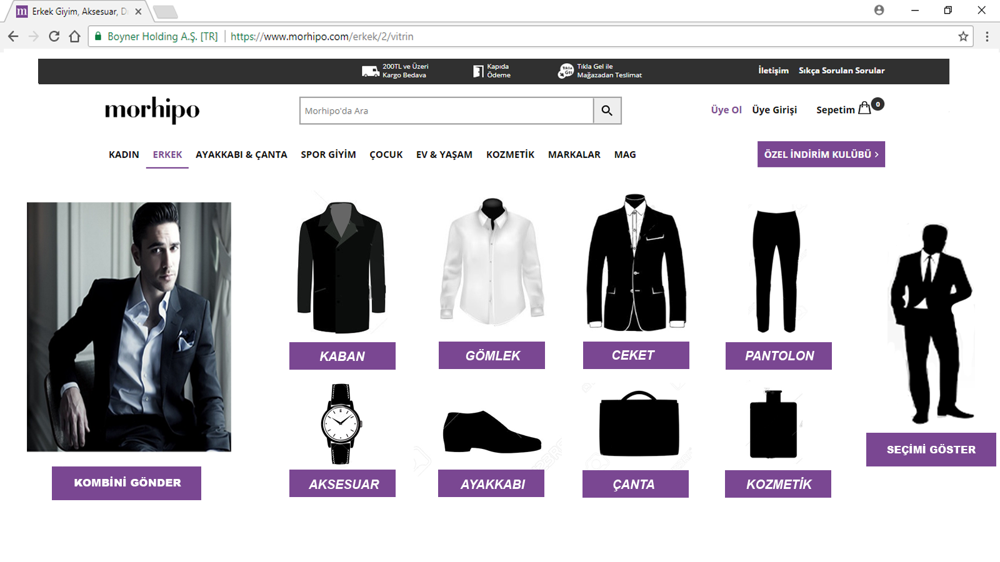 m Erkek Giyim, Aksesuar, D
Boyner Holding A.Ş. [TR] https://www.morhipo.com/erkek/2/vitrin
200TL ve Üzeri
Kargo Bedava
Kapıda
Ödeme
Tıkla
Gel
Tıkla Gel ile
Mağazadan Teslimat
İletişim Sıkça Sorulan Sorular
morhipo
Morhipo'da Ara
Üye Ol Üye Girişi Sepetim 0
KADIN ERKEK AYAKKABI & ÇANTA SPOR GİYİM ÇOCUK EV & YAŞAM KOZMETİK MARKALAR MAG
ÖZEL İNDİRİM KULÜBÜ >
KABAN GÖMLEK CEKET PANTOLON
SEÇİMİ GÖSTER
KOMBİNİ GÖNDER
AKSESUAR AYAKKABI ÇANTA KOZMETİK